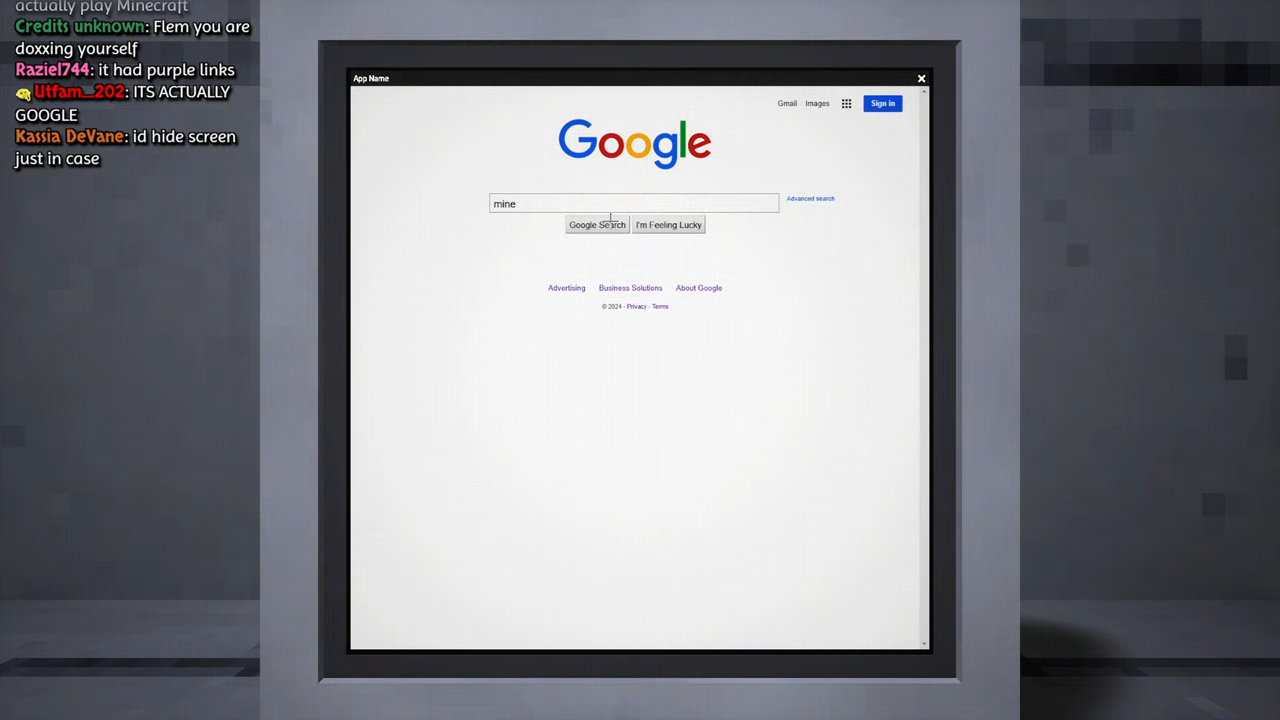 actually play Minecraft
Credits unknown: Flem you are
doxxing yourself
Raziel744: it had purple links
Utfam__202: ITS ACTUALLY
GOOGLE
Kassia DeVane: id hide screen
just in case
App Name
Gmail Images Sign in
Google
mine
Advanced search
Google Search I'm Feeling Lucky
Advertising Business Solutions About Google
© 2024 - Privacy - Terms